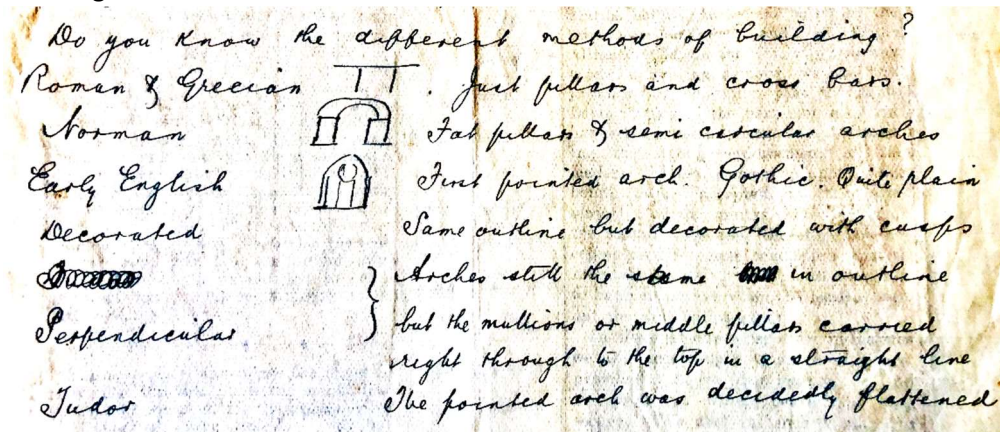 Do you know the different methods of building?
Roman & Grecian . Just pillars and cross bars.
Norman Fat pillars & semi circular arches
Early English First pointed arch. Gothic. Quite plain
Decorated Same outline but decorated with cusps
Arches still the same in outline
Perpendicular but the mullions or middle pillars carried
right through to the top in a straight line
Tudor The pointed arch was decidedly flattened